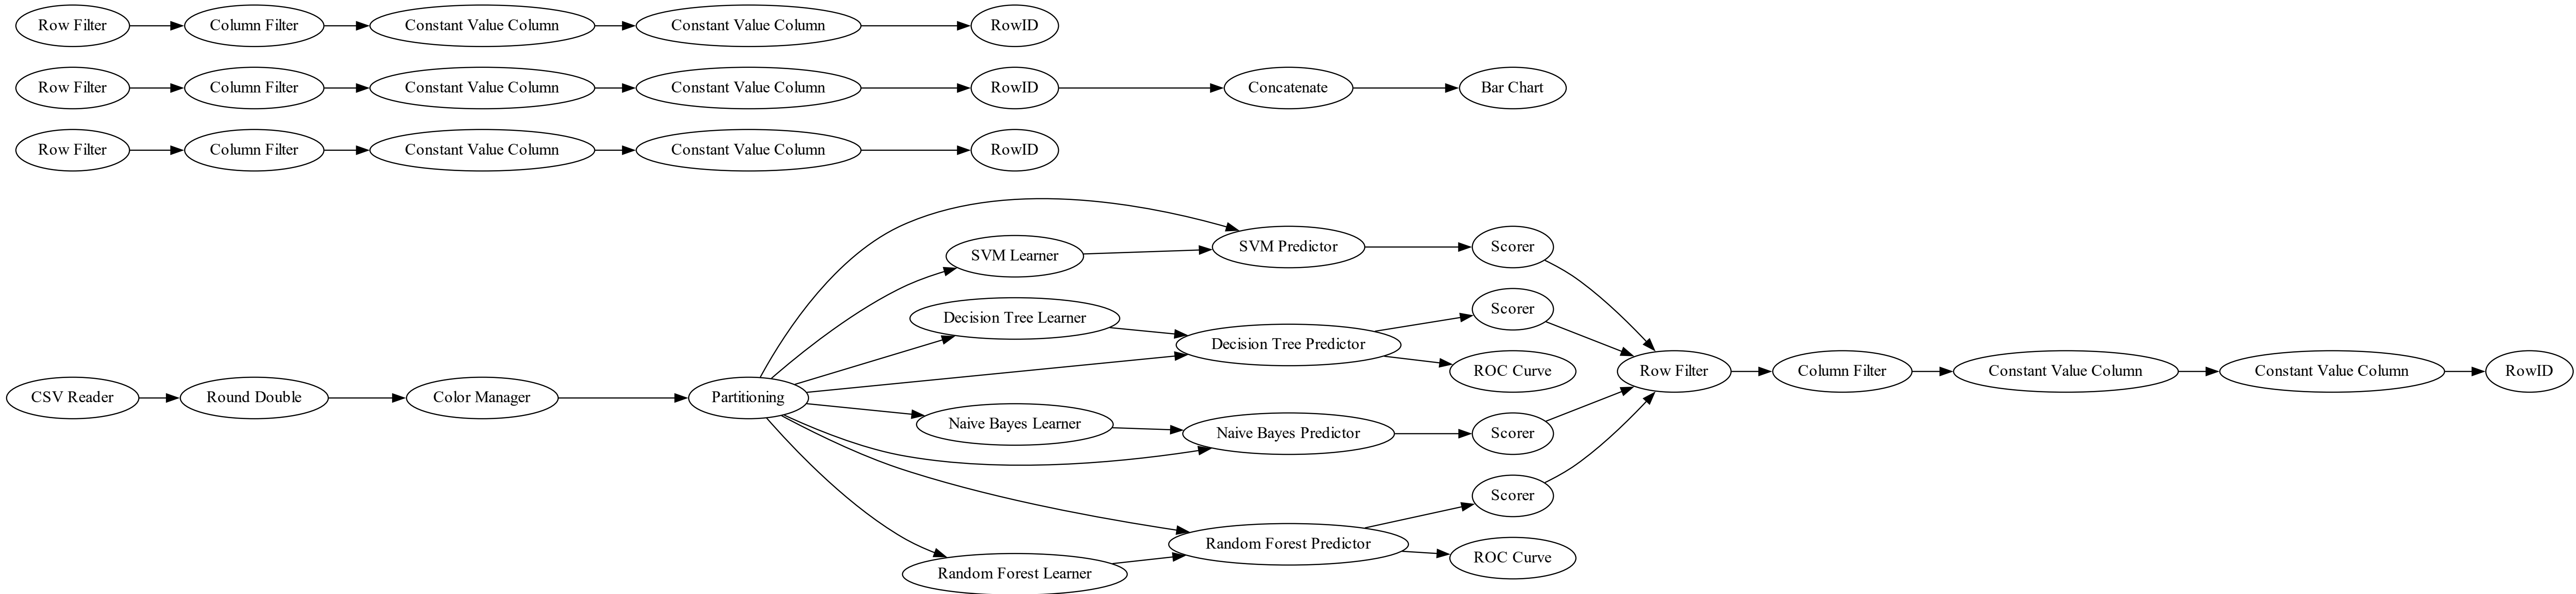 Row Filter
Column Filter
Constant Value Column
Constant Value Column
RowID
Row Filter
Column Filter
Constant Value Column
Constant Value Column
RowID
Concatenate
Bar Chart
Row Filter
Column Filter
Constant Value Column
Constant Value Column
RowID
CSV Reader
Round Double
Color Manager
Partitioning
SVM Learner
SVM Predictor
Scorer
Decision Tree Learner
Decision Tree Predictor
Scorer
ROC Curve
Naive Bayes Learner
Naive Bayes Predictor
Scorer
Random Forest Learner
Random Forest Predictor
Scorer
ROC Curve
Row Filter
Column Filter
Constant Value Column
Constant Value Column
RowID